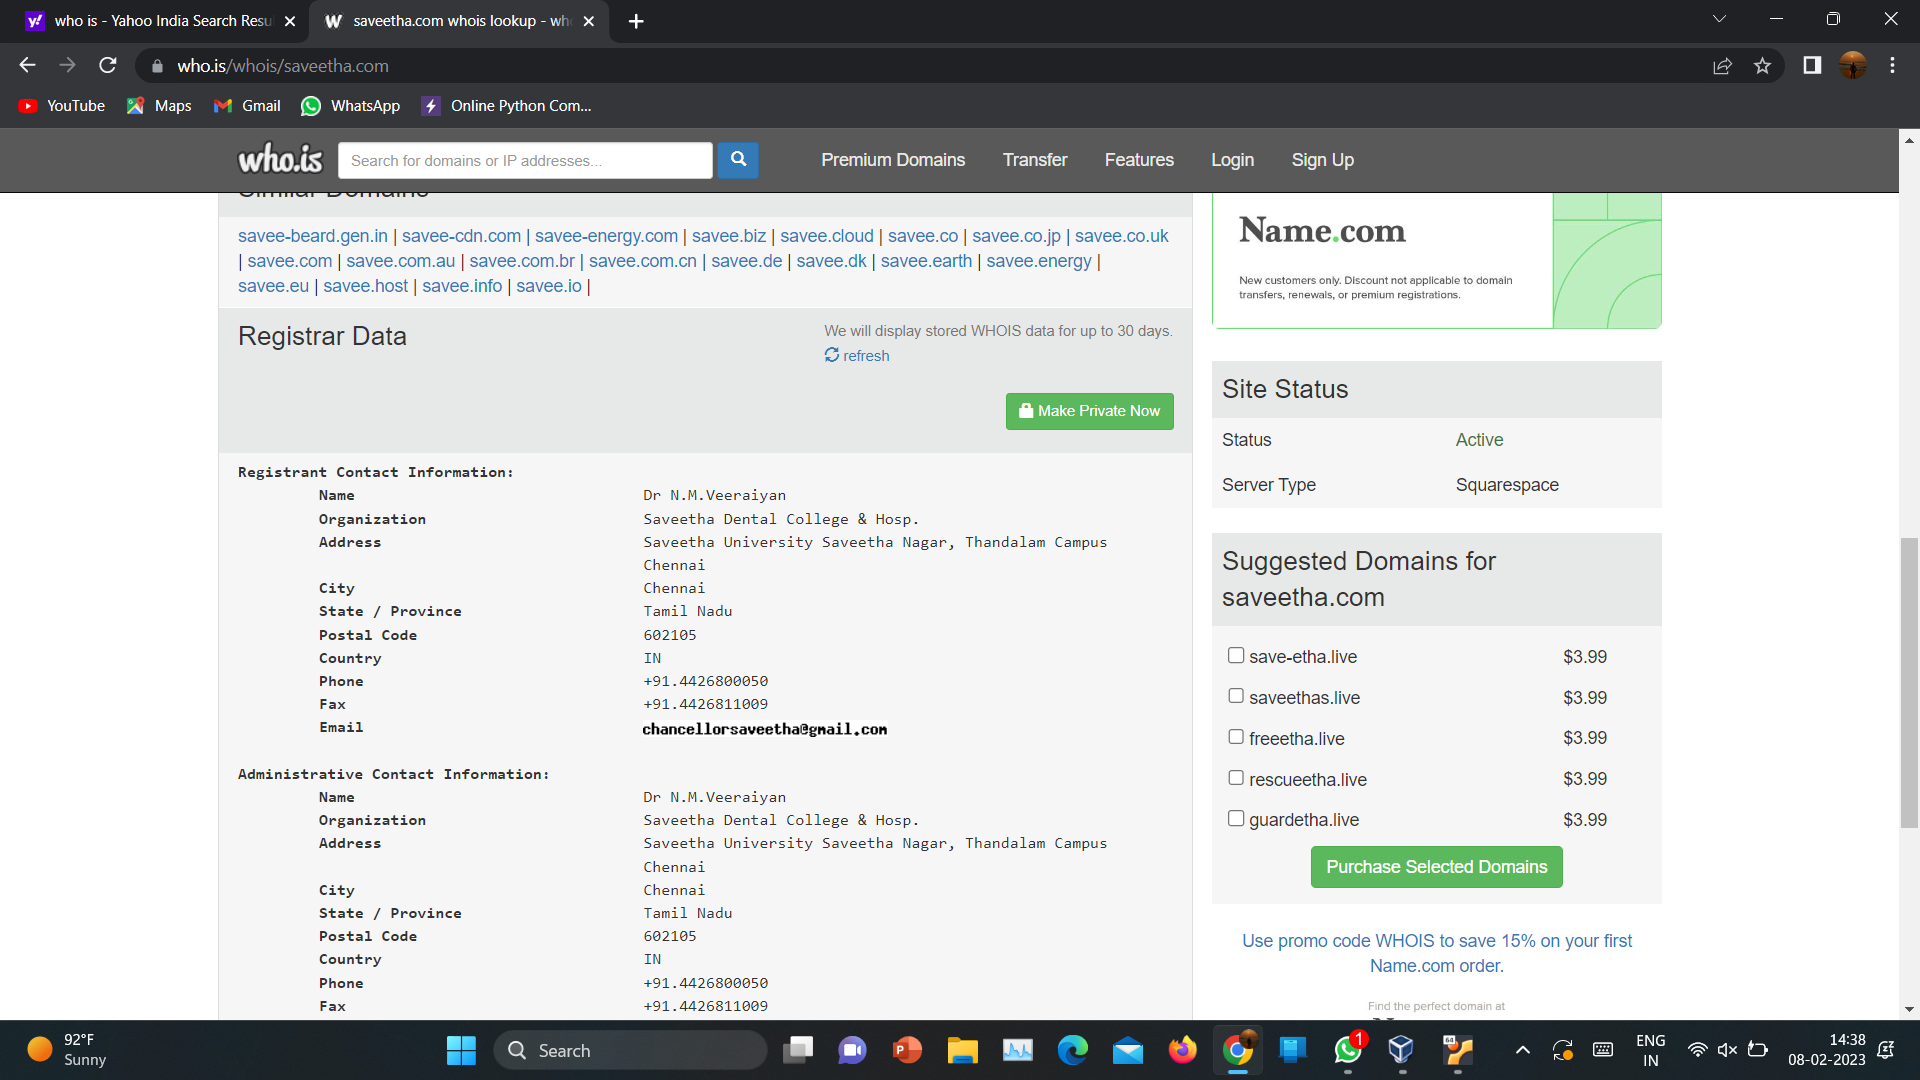 who is - Yahoo India Search Resu
saveetha.com whois lookup - who
who.is/whois/saveetha.com
YouTube Maps Gmail WhatsApp Online Python Com...
who.is Search for domains or IP addresses... Premium Domains Transfer Features Login Sign Up
Similar Domains
savee-beard.gen.in | savee-cdn.com | savee-energy.com | savee.biz | savee.cloud | savee.co | savee.co.jp | savee.co.uk
| savee.com | savee.com.au | savee.com.br | savee.com.cn | savee.de | savee.dk | savee.earth | savee.energy |
savee.eu | savee.host | savee.info | savee.io |
Registrar Data
We will display stored WHOIS data for up to 30 days.
refresh
Make Private Now
Registrant Contact Information:
Name Dr N.M.Veeraiyan
Organization Saveetha Dental College & Hosp.
Address Saveetha University Saveetha Nagar, Thandalam Campus
Chennai
City Chennai
State / Province Tamil Nadu
Postal Code 602105
Country IN
Phone +91.4426800050
Fax +91.4426811009
Email chancellorsaveetha@gmail.com
Administrative Contact Information:
Name Dr N.M.Veeraiyan
Organization Saveetha Dental College & Hosp.
Address Saveetha University Saveetha Nagar, Thandalam Campus
Chennai
City Chennai
State / Province Tamil Nadu
Postal Code 602105
Country IN
Phone +91.4426800050
Fax +91.4426811009
Name.com
New customers only. Discount not applicable to domain
transfers, renewals, or premium registrations.
Site Status
Status Active
Server Type Squarespace
Suggested Domains for
saveetha.com
save-etha.live $3.99
saveethas.live $3.99
freeetha.live $3.99
rescueetha.live $3.99
guardetha.live $3.99
Purchase Selected Domains
Use promo code WHOIS to save 15% on your first
Name.com order.
Find the perfect domain at
92°F
Sunny
Search
1
64
ENG
IN
14:38
08-02-2023